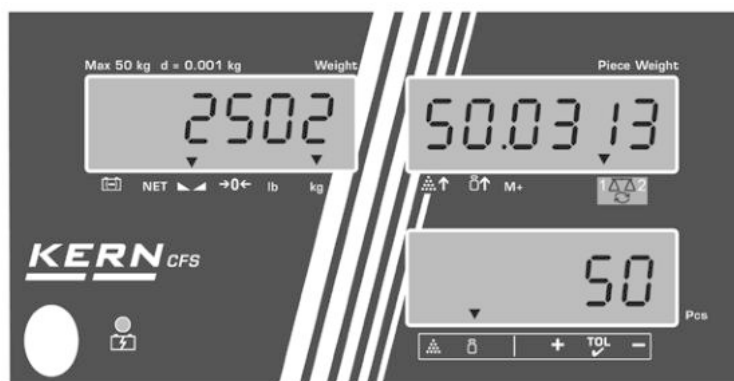 Max 50 kg d = 0.001 kg Weight
Piece Weight
2502
50.0313
NET →0← lb kg
M+ 1 2
KERN CFS
50
Pcs
+ TOL −